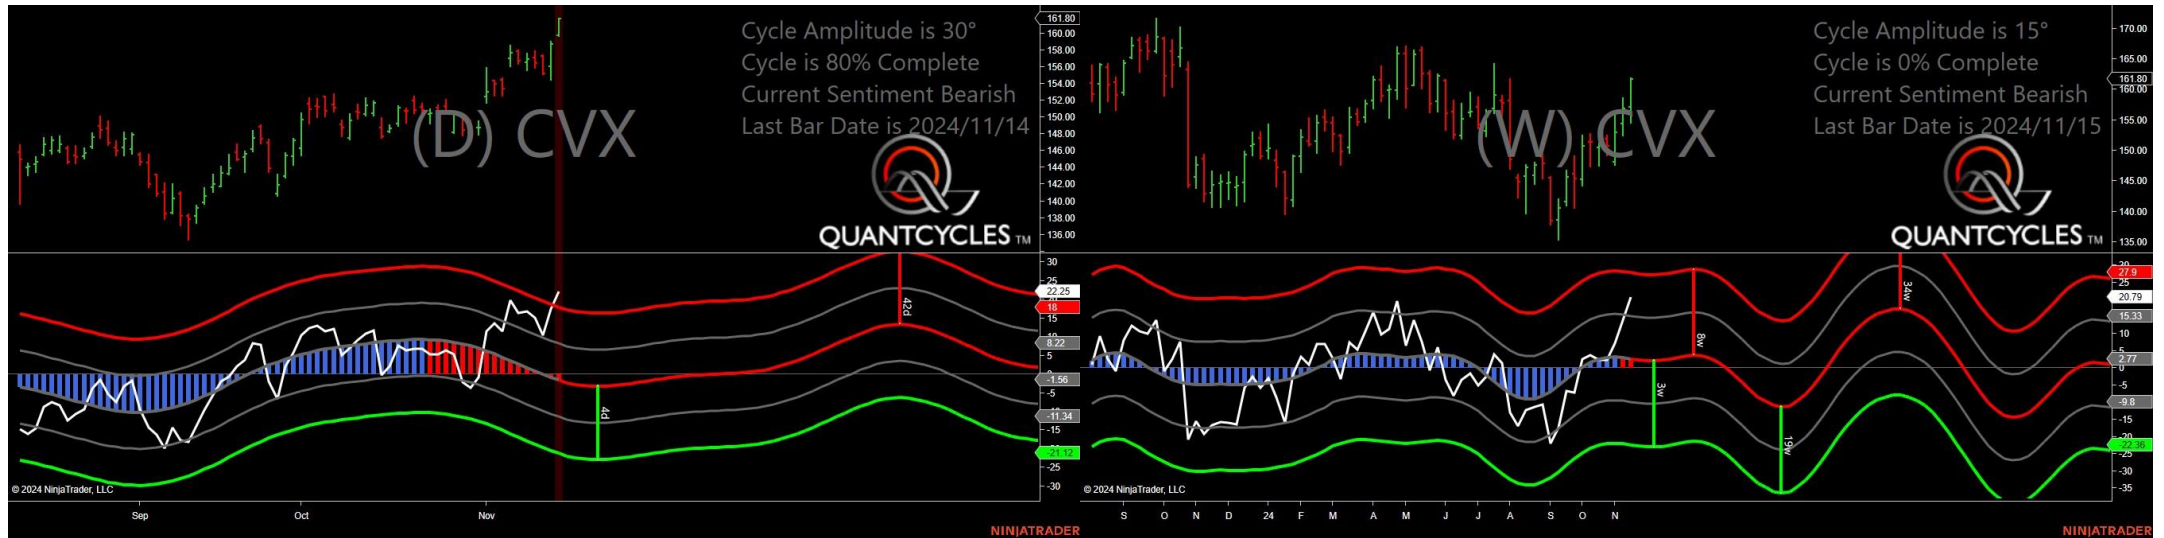 Cycle Amplitude is 30°
Cycle is 80% Complete
Current Sentiment Bearish
Last Bar Date is 2024/11/14
(D) CVX
QUANTCYCLES TM
161.80
160.00
158.00
156.00
154.00
152.00
150.00
148.00
146.00
144.00
142.00
140.00
138.00
136.00
30
25
22.25
18
15
10
8.22
5
-1.56
-5
-11.34
-15
-21.12
-25
-30
42d
4d
© 2024 NinjaTrader, LLC
Sep
Oct
Nov
NINJATRADER
Cycle Amplitude is 15°
Cycle is 0% Complete
Current Sentiment Bearish
Last Bar Date is 2024/11/15
(W) CVX
QUANTCYCLES TM
170.00
165.00
161.80
160.00
155.00
150.00
145.00
140.00
135.00
27.9
25
20.79
15.33
10
5
2.77
0
-5
-9.8
-15
-22.36
-25
-30
-35
8w
3w
19w
34w
© 2024 NinjaTrader, LLC
S
O
N
D
24
F
M
A
M
J
J
A
S
O
N
NINJATRADER